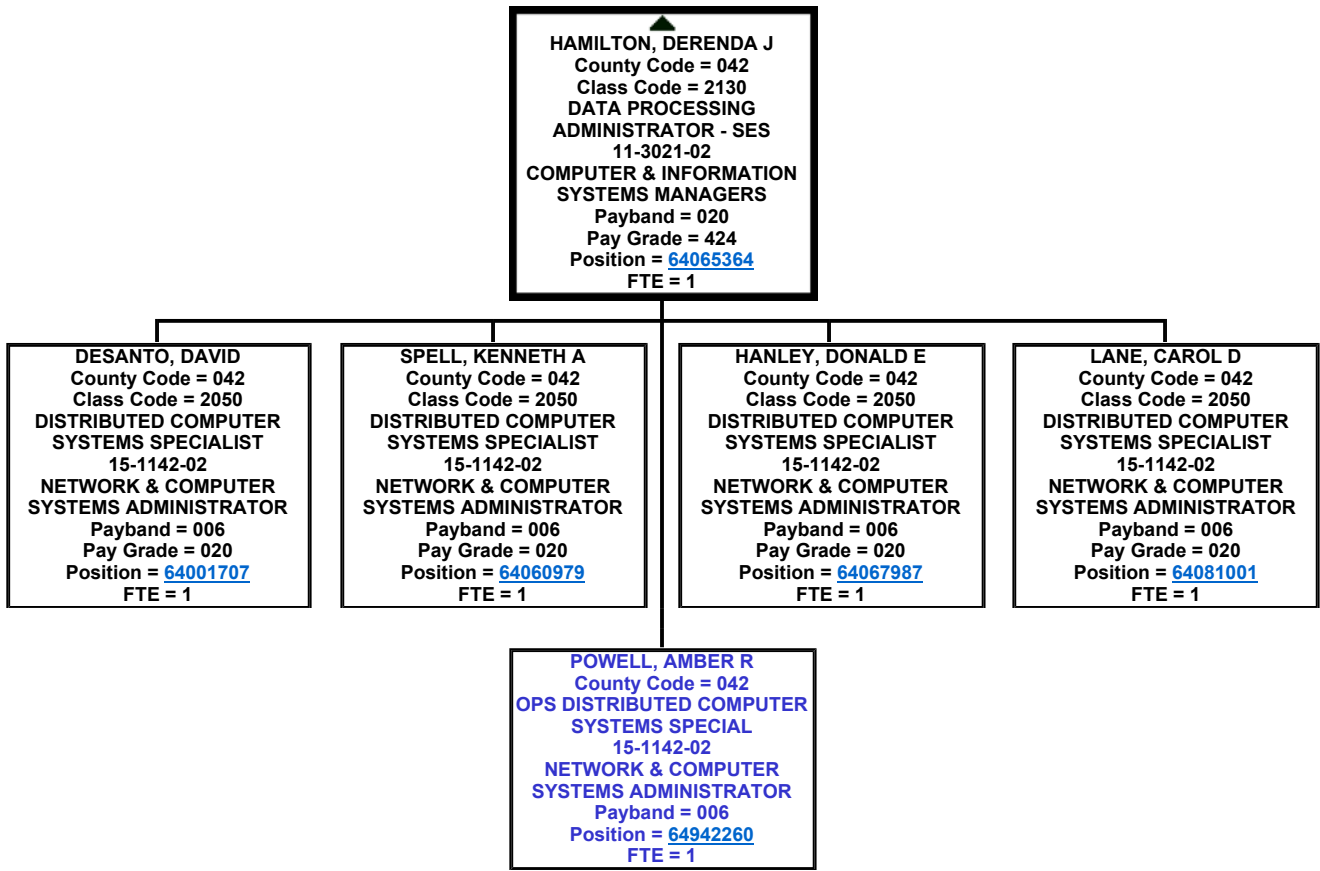 HAMILTON, DERENDA J
County Code = 042
Class Code = 2130
DATA PROCESSING
ADMINISTRATOR - SES
11-3021-02
COMPUTER & INFORMATION
SYSTEMS MANAGERS
Payband = 020
Pay Grade = 424
Position = 64065364
FTE = 1
DESANTO, DAVID
County Code = 042
Class Code = 2050
DISTRIBUTED COMPUTER
SYSTEMS SPECIALIST
15-1142-02
NETWORK & COMPUTER
SYSTEMS ADMINISTRATOR
Payband = 006
Pay Grade = 020
Position = 64001707
FTE = 1
SPELL, KENNETH A
County Code = 042
Class Code = 2050
DISTRIBUTED COMPUTER
SYSTEMS SPECIALIST
15-1142-02
NETWORK & COMPUTER
SYSTEMS ADMINISTRATOR
Payband = 006
Pay Grade = 020
Position = 64060979
FTE = 1
HANLEY, DONALD E
County Code = 042
Class Code = 2050
DISTRIBUTED COMPUTER
SYSTEMS SPECIALIST
15-1142-02
NETWORK & COMPUTER
SYSTEMS ADMINISTRATOR
Payband = 006
Pay Grade = 020
Position = 64067987
FTE = 1
LANE, CAROL D
County Code = 042
Class Code = 2050
DISTRIBUTED COMPUTER
SYSTEMS SPECIALIST
15-1142-02
NETWORK & COMPUTER
SYSTEMS ADMINISTRATOR
Payband = 006
Pay Grade = 020
Position = 64081001
FTE = 1
POWELL, AMBER R
County Code = 042
OPS DISTRIBUTED COMPUTER
SYSTEMS SPECIAL
15-1142-02
NETWORK & COMPUTER
SYSTEMS ADMINISTRATOR
Payband = 006
Position = 64942260
FTE = 1